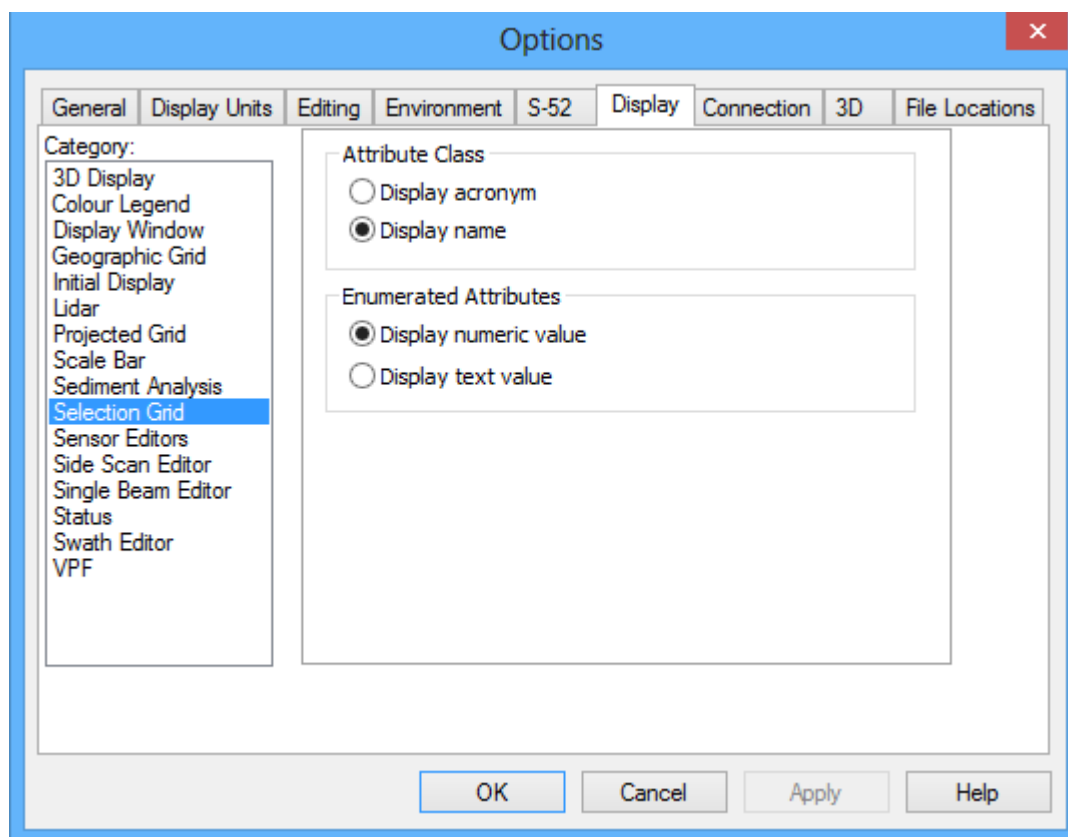 Options
General Display Units Editing Environment S-52 Display Connection 3D File Locations
Category:
3D Display
Colour Legend
Display Window
Geographic Grid
Initial Display
Lidar
Projected Grid
Scale Bar
Sediment Analysis
Selection Grid
Sensor Editors
Side Scan Editor
Single Beam Editor
Status
Swath Editor
VPF
Attribute Class
Display acronym
Display name
Enumerated Attributes
Display numeric value
Display text value
OK Cancel Apply Help